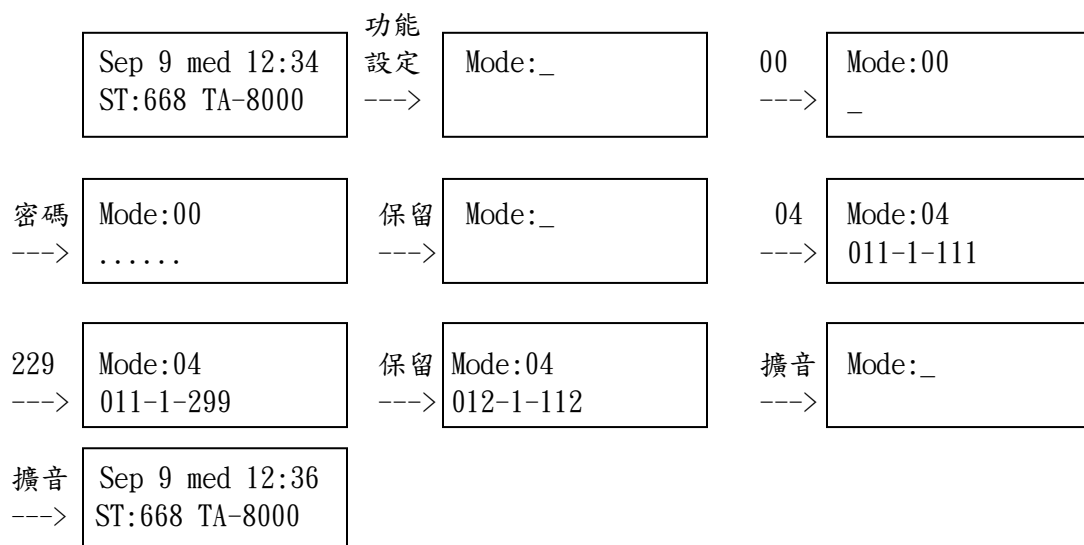 Sep 9 med 12:34
ST:668 TA-8000
功能
設定
--->
Mode:_
00
--->
Mode:00
_
密碼
--->
Mode:00
......
保留
--->
Mode:_
04
--->
Mode:04
011-1-111
229
--->
Mode:04
011-1-299
保留
--->
Mode:04
012-1-112
擴音
--->
Mode:_
擴音
--->
Sep 9 med 12:36
ST:668 TA-8000